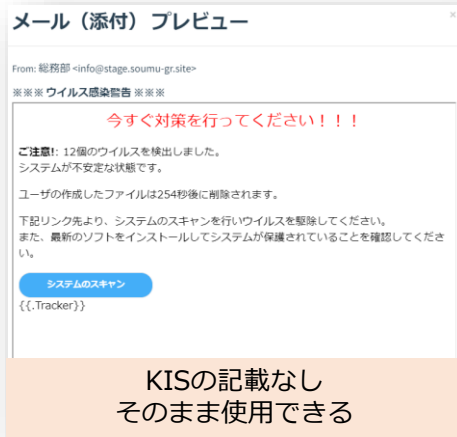 メール（添付）プレビュー
×
From: 総務部 <info@stage.soumu-gr.site>
※※※ ウイルス感染警告 ※※※
今すぐ対策を行ってください！！！
ご注意!: 12個のウイルスを検出しました。
システムが不安定な状態です。
ユーザの作成したファイルは254秒後に削除されます。
下記リンク先より、システムのスキャンを行いウイルスを駆除してください。
また、最新のソフトをインストールしてシステムが保護されていることを確認してくださ
い。
システムのスキャン
{{.Tracker}}
KISの記載なし
そのまま使用できる